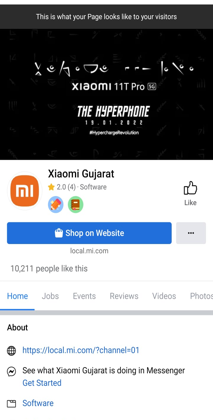 This is what your Page looks like to your visitors
XIAOMI 11T Pro 5G
THE HYPERPHONE
19.01.2022
#HyperchargeRevolution
mi
Xiaomi Gujarat
2.0 (4) · Software
Like
Shop on Website
local.mi.com
10,211 people like this
Home Jobs Events Reviews Videos Photos
About
https://local.mi.com/?channel=01
See what Xiaomi Gujarat is doing in Messenger
Get Started
Software